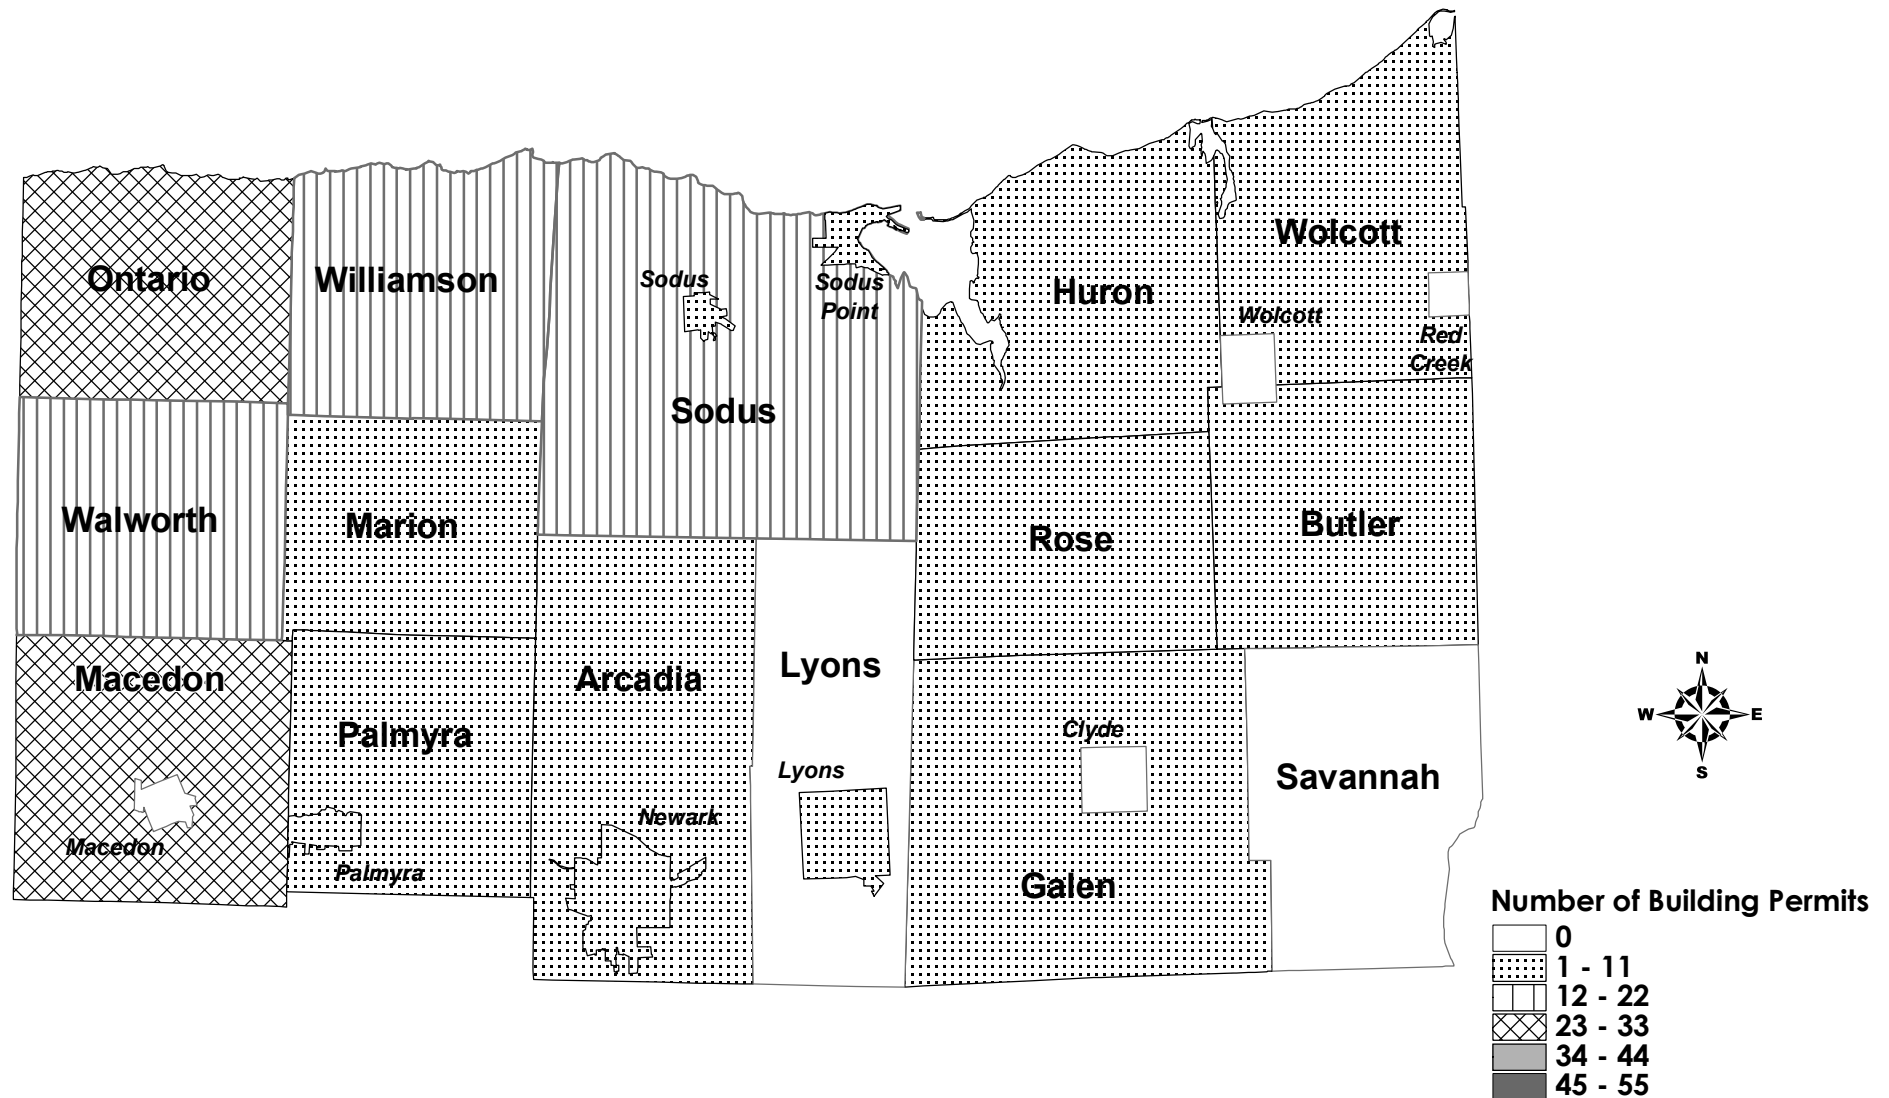 Wolcott
Ontario
Williamson
Sodus
Sodus
Point
Huron
Wolcott
Red
Creek
Sodus
Walworth
Marion
Rose
Butler
Macedon
Arcadia
Lyons
Palmyra
Clyde
Savannah
Lyons
Newark
Macedon
Palmyra
Galen
N
W
E
S
Number of Building Permits
0
1 - 11
12 - 22
23 - 33
34 - 44
45 - 55